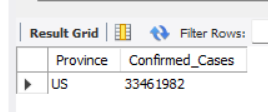 Result Grid Filter Rows:
Province Confirmed_Cases
US 33461982